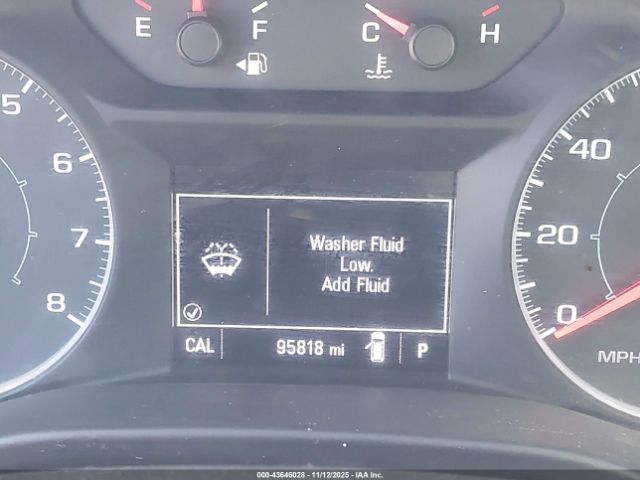 E F C H
5
6
7
8
40
20
0
MPH
Washer Fluid
Low.
Add Fluid
CAL 95818 mi P
000-43646028 - 11/12/2025 - IAA Inc.